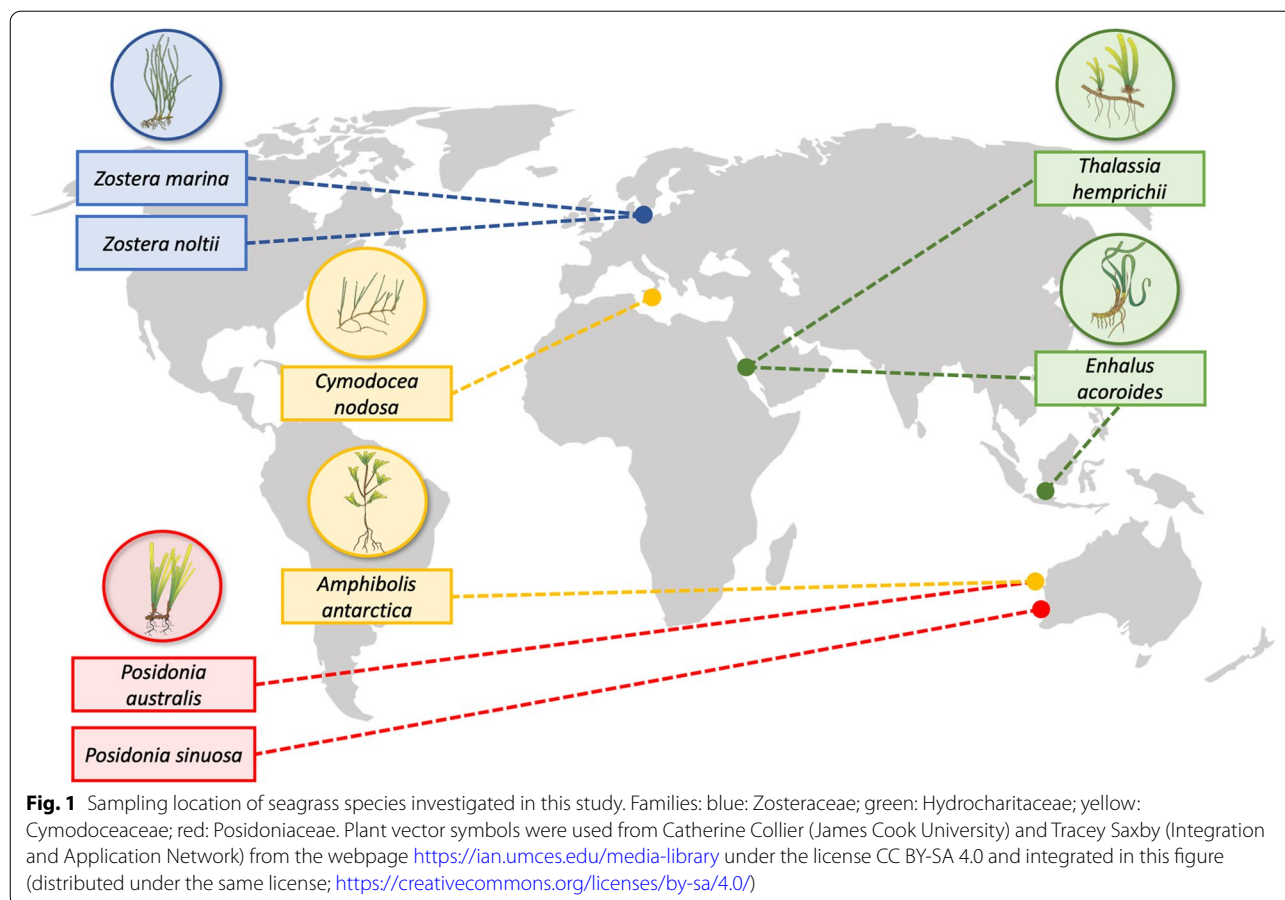 Zostera marina
Zostera noltii
Cymodocea
nodosa
Amphibolis
antarctica
Posidonia
australis
Posidonia sinuosa
Thalassia
hemprichii
Enhalus
acoroides
Fig. 1 Sampling location of seagrass species investigated in this study. Families: blue: Zosteraceae; green: Hydrocharitaceae; yellow:
Cymodoceaceae; red: Posidoniaceae. Plant vector symbols were used from Catherine Collier (James Cook University) and Tracey Saxby (Integration
and Application Network) from the webpage https://ian.umces.edu/media-library under the license CC BY-SA 4.0 and integrated in this figure
(distributed under the same license; https://creativecommons.org/licenses/by-sa/4.0/)